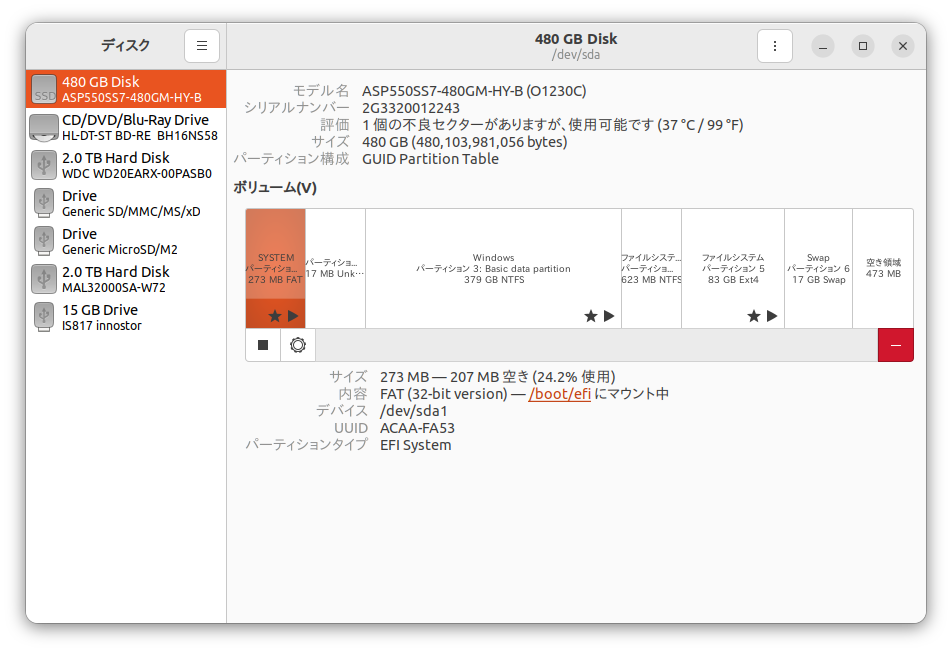 ディスク
480 GB Disk
/dev/sda
SSD
480 GB Disk
ASP550SS7-480GM-HY-B
CD/DVD/Blu-Ray Drive
HL-DT-ST BD-RE BH16NS58
2.0 TB Hard Disk
WDC WD20EARX-00PASB0
Drive
Generic SD/MMC/MS/xD
Drive
Generic MicroSD/M2
2.0 TB Hard Disk
MAL32000SA-W72
15 GB Drive
IS817 innostor
モデル名 ASP550SS7-480GM-HY-B (O1230C)
シリアルナンバー 2G3320012243
評価 1 個の不良セクターがありますが、使用可能です (37 °C / 99 °F)
サイズ 480 GB (480,103,981,056 bytes)
パーティション構成 GUID Partition Table
ボリューム(V)
SYSTEM
パーティショ…
273 MB FAT
パーティショ…
17 MB Unk…
Windows
パーティション 3: Basic data partition
379 GB NTFS
ファイルシステ…
パーティショ…
623 MB NTFS
ファイルシステム
パーティション 5
83 GB Ext4
Swap
パーティション 6
17 GB Swap
空き領域
473 MB
サイズ 273 MB — 207 MB 空き (24.2% 使用)
内容 FAT (32-bit version) — /boot/efi にマウント中
デバイス /dev/sda1
UUID ACAA-FA53
パーティションタイプ EFI System